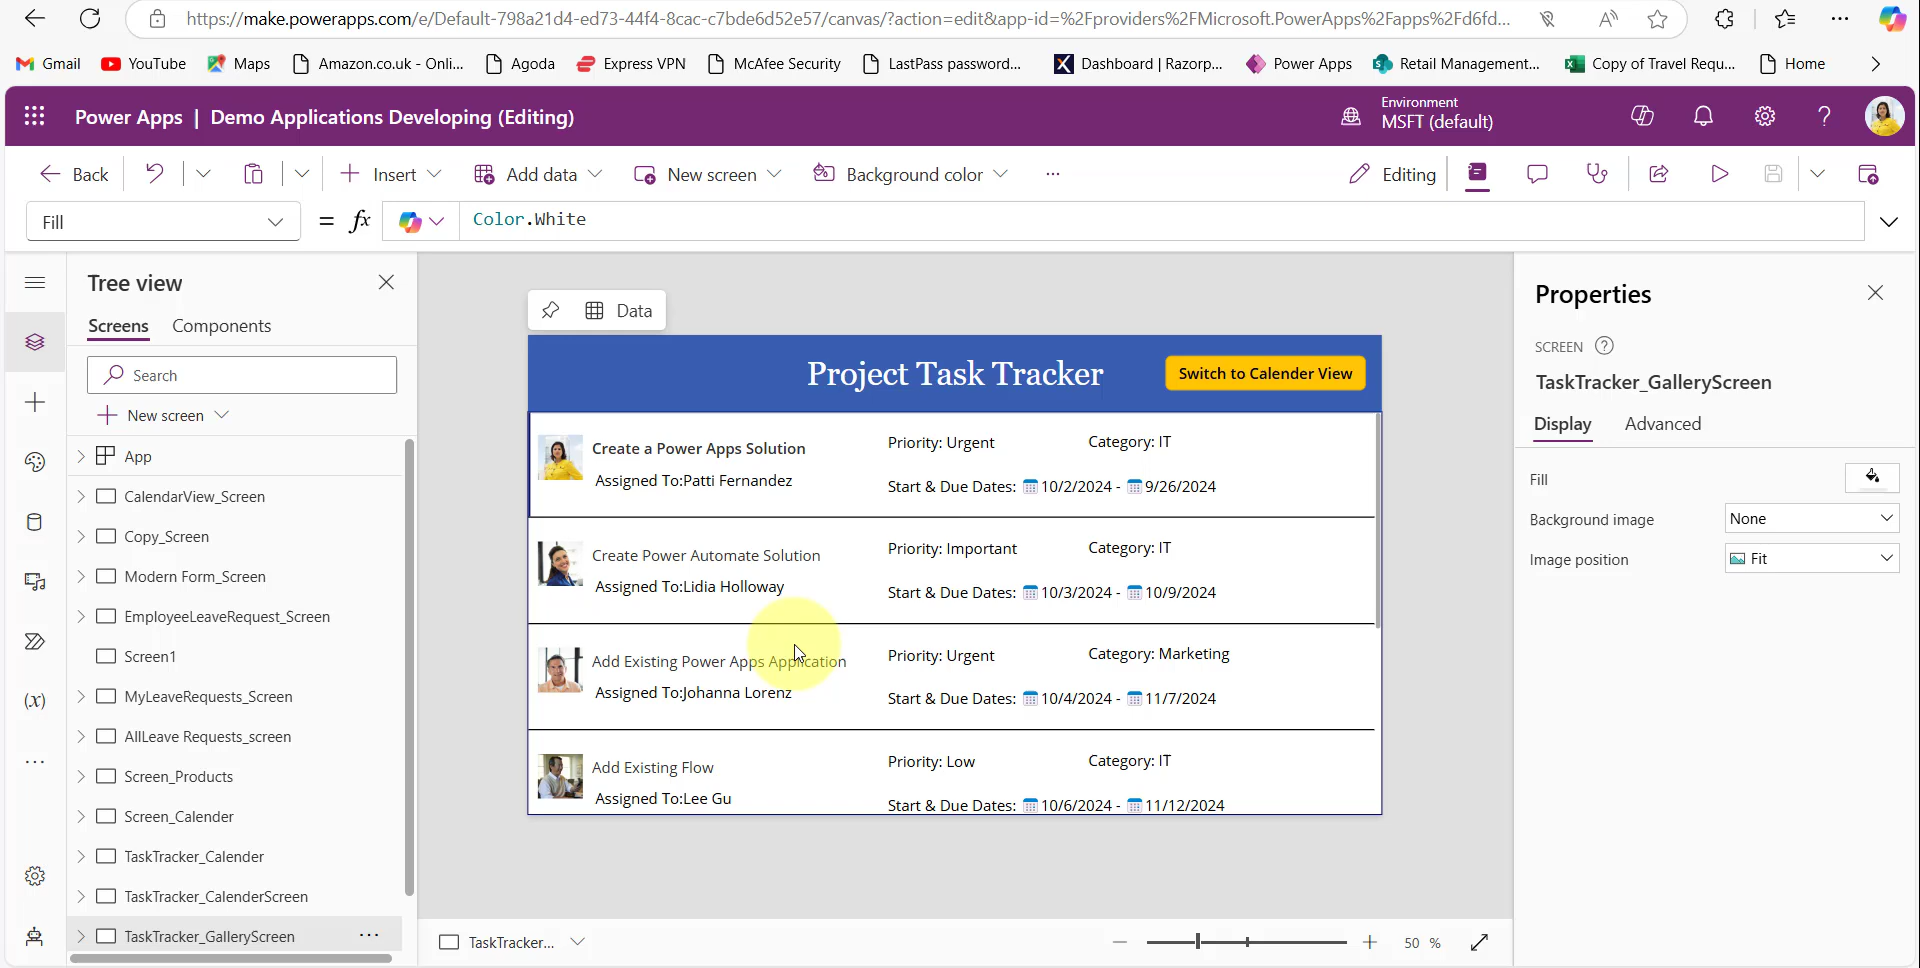 https://make.powerapps.com/e/Default-798a21d4-ed73-44f4-8cac-c7bde6d52e57/canvas/?action=edit&app-id=%2Fproviders%2FMicrosoft.PowerApps%2Fapps%2Fd6fd...
Gmail YouTube Maps Amazon.co.uk - Onli... Agoda Express VPN McAfee Security LastPass password... Dashboard | Razorp... Power Apps Retail Management... Copy of Travel Requ... Home
Power Apps | Demo Applications Developing (Editing)
Environment
MSFT (default)
Back Insert Add data New screen Background color ... Editing
Fill = fx Color.White
Tree view
Screens Components
Search
New screen
App
CalendarView_Screen
Copy_Screen
Modern Form_Screen
EmployeeLeaveRequest_Screen
Screen1
MyLeaveRequests_Screen
AllLeave Requests_screen
Screen_Products
Screen_Calender
TaskTracker_Calender
TaskTracker_CalenderScreen
TaskTracker_GalleryScreen ...
(x)
Data
Project Task Tracker
Switch to Calender View
Create a Power Apps Solution Priority: Urgent Category: IT
Assigned To:Patti Fernandez Start & Due Dates: 10/2/2024 - 9/26/2024
Create Power Automate Solution Priority: Important Category: IT
Assigned To:Lidia Holloway Start & Due Dates: 10/3/2024 - 10/9/2024
Add Existing Power Apps Application Priority: Urgent Category: Marketing
Assigned To:Johanna Lorenz Start & Due Dates: 10/4/2024 - 11/7/2024
Add Existing Flow Priority: Low Category: IT
Assigned To:Lee Gu Start & Due Dates: 10/6/2024 - 11/12/2024
TaskTracker... 50 %
Properties
SCREEN ?
TaskTracker_GalleryScreen
Display Advanced
Fill
Background image None
Image position Fit